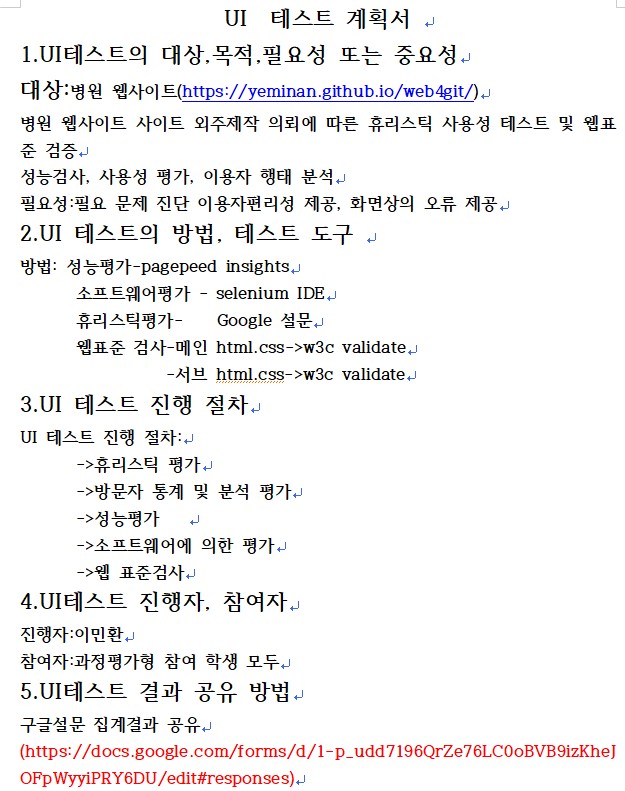 UI 테스트 계획서
1.UI테스트의 대상,목적,필요성 또는 중요성
대상:병원 웹사이트(https://yeminan.github.io/web4git/)
병원 웹사이트 사이트 외주제작 의뢰에 따른 휴리스틱 사용성 테스트 및 웹표
준 검증
성능검사, 사용성 평가, 이용자 행태 분석
필요성:필요 문제 진단 이용자편리성 제공, 화면상의 오류 제공
2.UI 테스트의 방법, 테스트 도구
방법: 성능평가-pagepeed insights
소프트웨어평가 - selenium IDE
휴리스틱평가- Google 설문
웹표준 검사-메인 html.css->w3c validate
-서브 html.css->w3c validate
3.UI 테스트 진행 절차
UI 테스트 진행 절차:
->휴리스틱 평가
->방문자 통계 및 분석 평가
->성능평가
->소프트웨어에 의한 평가
->웹 표준검사
4.UI테스트 진행자, 참여자
진행자:이민환
참여자:과정평가형 참여 학생 모두
5.UI테스트 결과 공유 방법
구글설문 집계결과 공유
(https://docs.google.com/forms/d/1-p_udd7196QrZe76LC0oBVB9izKheJ
OFpWyyiPRY6DU/edit#responses)